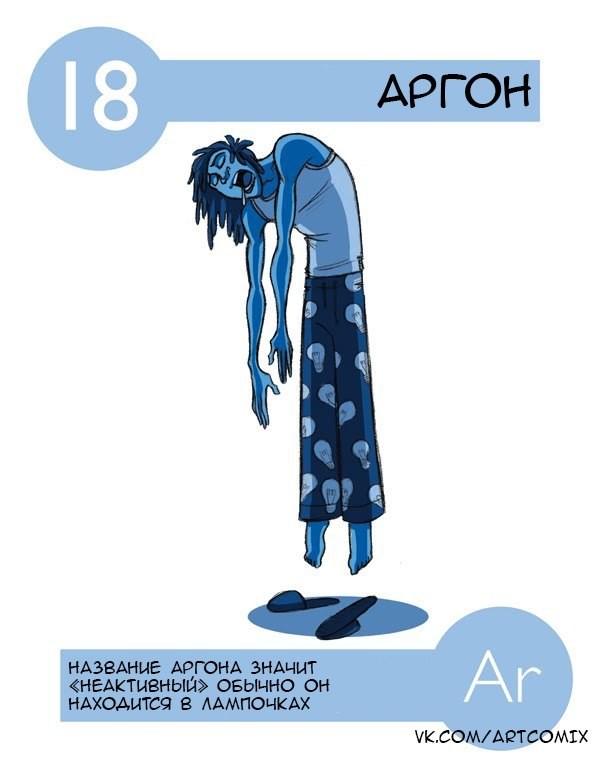 18
АРГОН
НАЗВАНИЕ АРГОНА ЗНАЧИТ
«НЕАКТИВНЫЙ» ОБЫЧНО ОН
НАХОДИТСЯ В ЛАМПОЧКАХ
Ar
VK.COM/ARTCOMIX